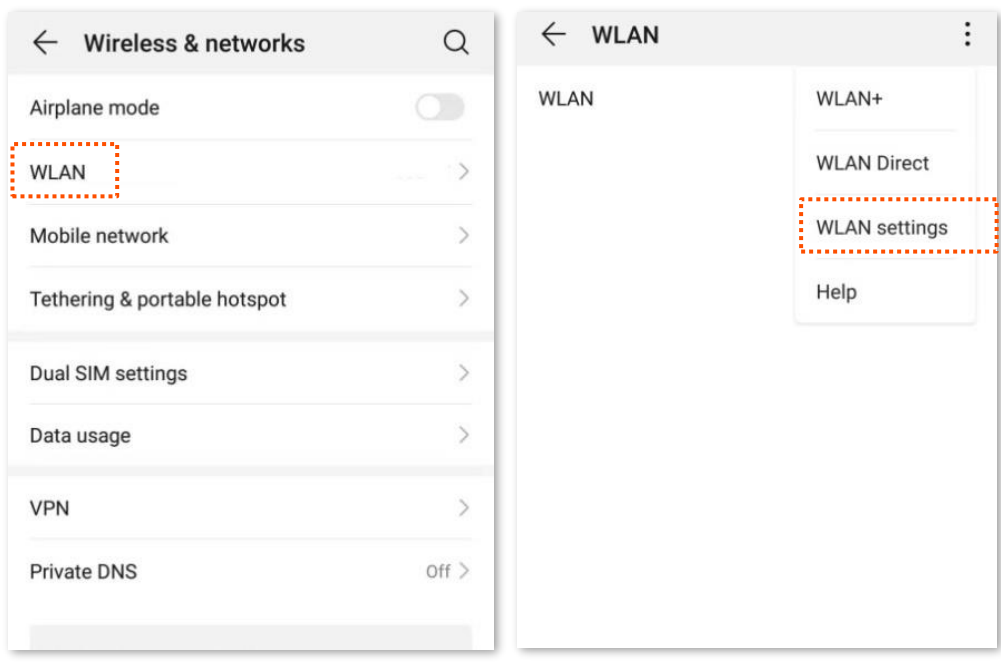 Wireless & networks
Airplane mode
WLAN
Mobile network
Tethering & portable hotspot
Dual SIM settings
Data usage
VPN
Private DNS
Off
WLAN
WLAN
WLAN+
WLAN Direct
WLAN settings
Help